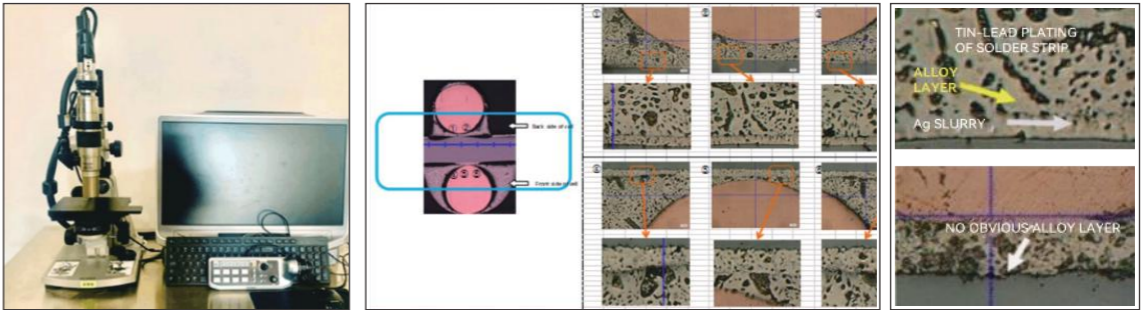 Back side of cell
Front side of cell
TIN-LEAD PLATING
OF SOLDER STRIP
ALLOY
LAYER
Ag SLURRY
NO OBVIOUS ALLOY LAYER